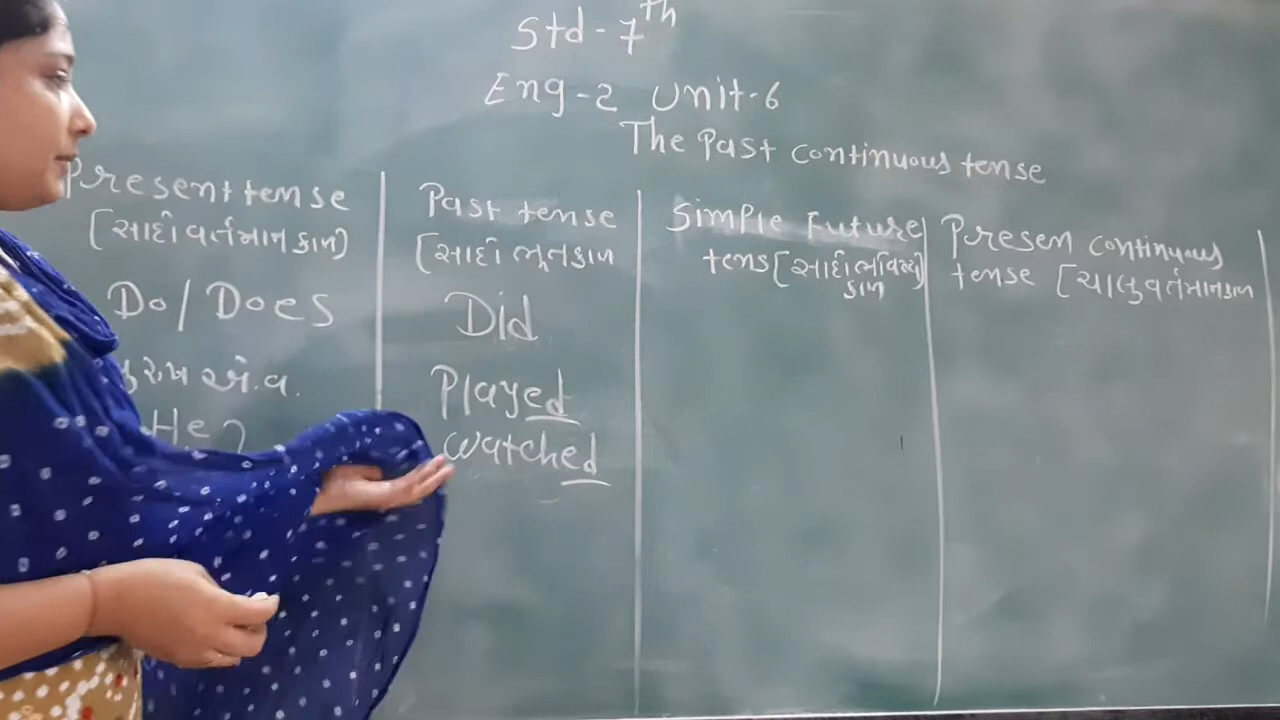 Std-7th
Eng-2 Unit-6
The Past continuous tense
Present tense
[સાદો વર્તમાનકાળ)
Do/Does
રુષ એ.વ.
He
Past tense
[સાદો ભૂતકાળ
Did
Played
watched
Simple Future
tens[સાદો ભવિષ્ય]
કાળ
Presen continuous
tense [ચાલુ વર્તમાનકાળ